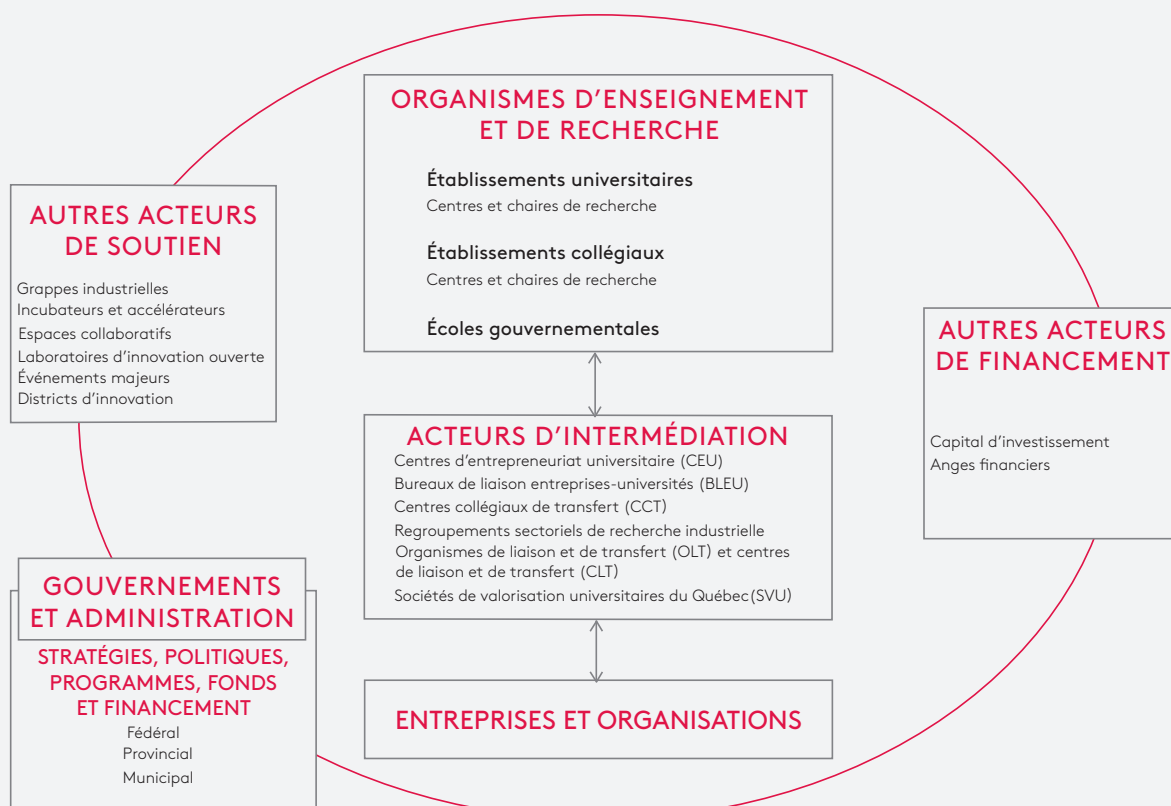 ORGANISMES D'ENSEIGNEMENT
ET DE RECHERCHE
Établissements universitaires
Centres et chaires de recherche
Établissements collégiaux
Centres et chaires de recherche
Écoles gouvernementales
AUTRES ACTEURS
DE SOUTIEN
Grappes industrielles
Incubateurs et accélérateurs
Espaces collaboratifs
Laboratoires d'innovation ouverte
Événements majeurs
Districts d'innovation
AUTRES ACTEURS
DE FINANCEMENT
Capital d'investissement
Anges financiers
ACTEURS D'INTERMÉDIATION
Centres d'entrepreneuriat universitaire (CEU)
Bureaux de liaison entreprises-universités (BLEU)
Centres collégiaux de transfert (CCT)
Regroupements sectoriels de recherche industrielle
Organismes de liaison et de transfert (OLT) et centres
de liaison et de transfert (CLT)
Sociétés de valorisation universitaires du Québec(SVU)
GOUVERNEMENTS
ET ADMINISTRATION
STRATÉGIES, POLITIQUES,
PROGRAMMES, FONDS
ET FINANCEMENT
Fédéral
Provincial
Municipal
ENTREPRISES ET ORGANISATIONS